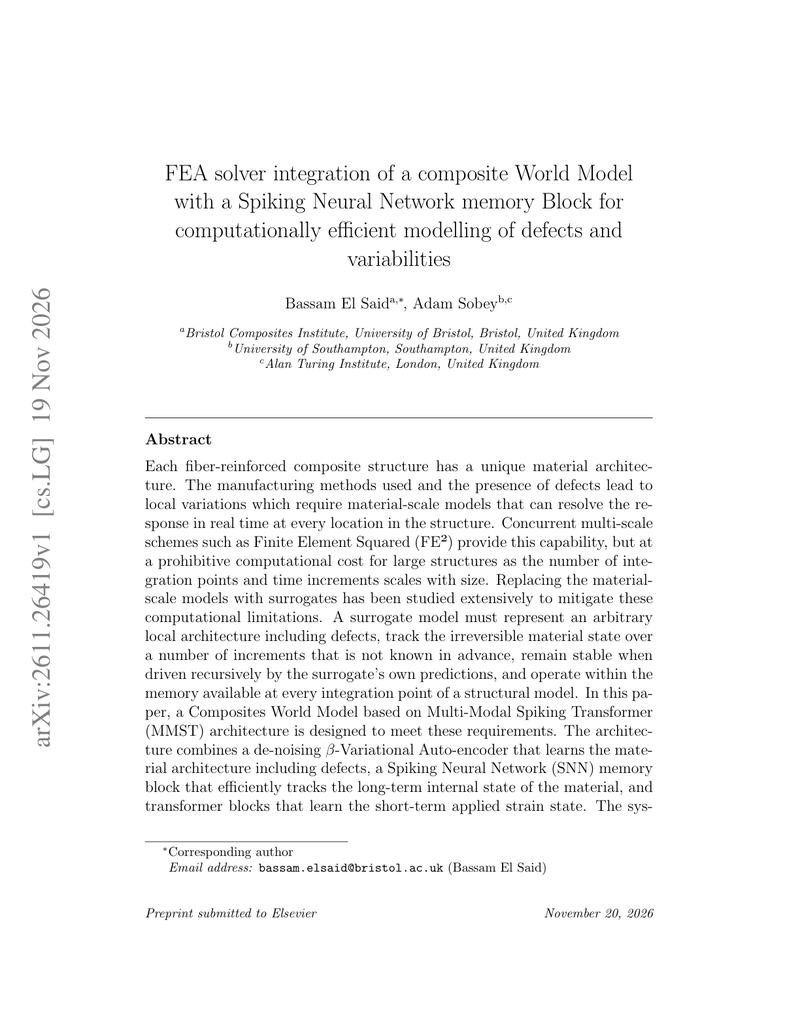 FEA solver integration of a composite World Model
with a Spiking Neural Network memory Block for
computationally efficient modelling of defects and
variabilities
Bassam El Saidᵃ,*, Adam Sobeyᵇ,ᶜ
ᵃBristol Composites Institute, University of Bristol, Bristol, United Kingdom
ᵇUniversity of Southampton, Southampton, United Kingdom
ᶜAlan Turing Institute, London, United Kingdom
Abstract
Each fiber-reinforced composite structure has a unique material architec-
ture. The manufacturing methods used and the presence of defects lead to
local variations which require material-scale models that can resolve the re-
sponse in real time at every location in the structure. Concurrent multi-scale
schemes such as Finite Element Squared (FE²) provide this capability, but at
a prohibitive computational cost for large structures as the number of inte-
gration points and time increments scales with size. Replacing the material-
scale models with surrogates has been studied extensively to mitigate these
computational limitations. A surrogate model must represent an arbitrary
local architecture including defects, track the irreversible material state over
a number of increments that is not known in advance, remain stable when
driven recursively by the surrogate's own predictions, and operate within the
memory available at every integration point of a structural model. In this pa-
per, a Composites World Model based on Multi-Modal Spiking Transformer
(MMST) architecture is designed to meet these requirements. The architec-
ture combines a de-noising β-Variational Auto-encoder that learns the mate-
rial architecture including defects, a Spiking Neural Network (SNN) memory
block that efficiently tracks the long-term internal state of the material, and
transformer blocks that learn the short-term applied strain state. The sys-
*Corresponding author
Email address: bassam.elsaid@bristol.ac.uk (Bassam El Said)
Preprint submitted to Elsevier
November 20, 2026
arXiv:2611.26419v1 [cs.LG] 19 Nov 2026